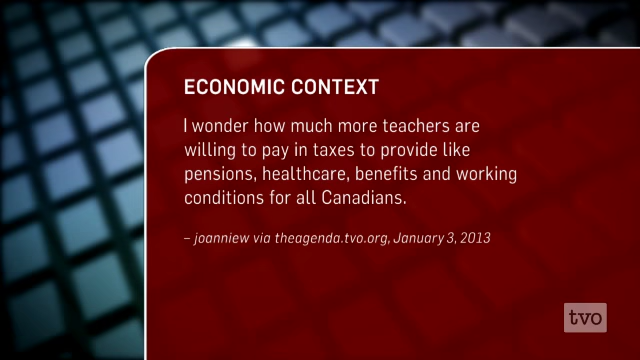 ECONOMIC CONTEXT
I wonder how much more teachers are
willing to pay in taxes to provide like
pensions, healthcare, benefits and working
conditions for all Canadians.
– joanniew via theagenda.tvo.org, January 3, 2013
tvo